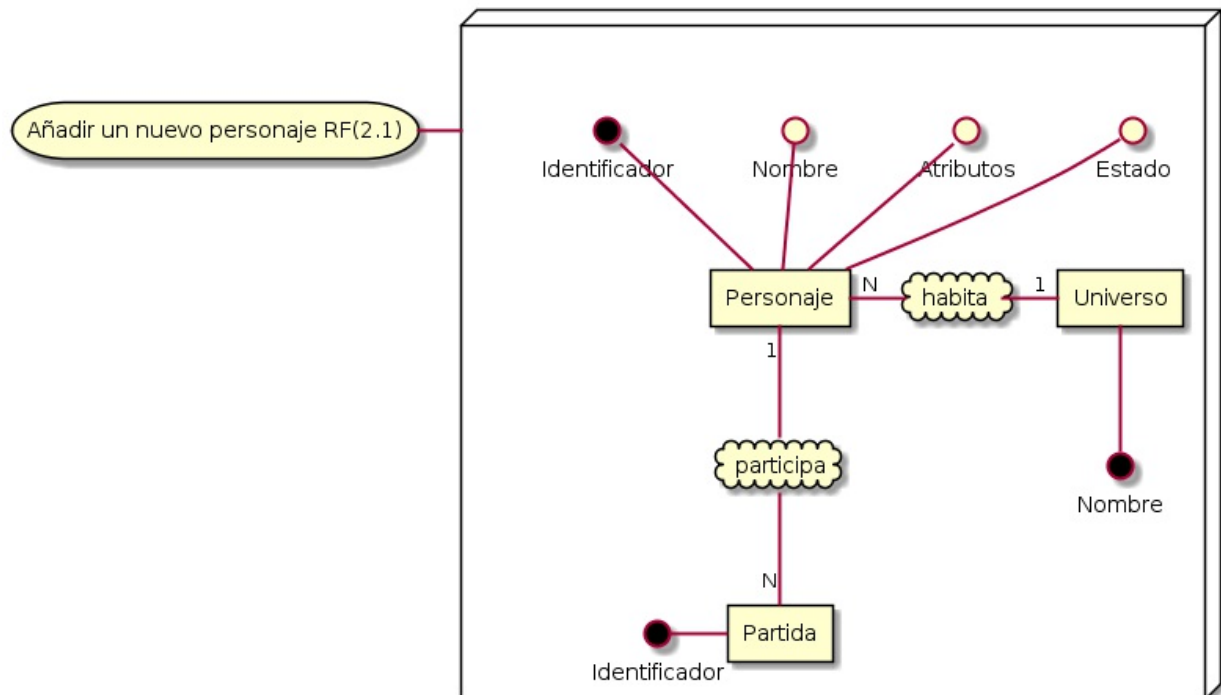 Añadir un nuevo personaje RF(2.1)
Identificador
Nombre
Atributos
Estado
Personaje
N
habita
1
Universo
1
participa
Nombre
N
Partida
Identificador